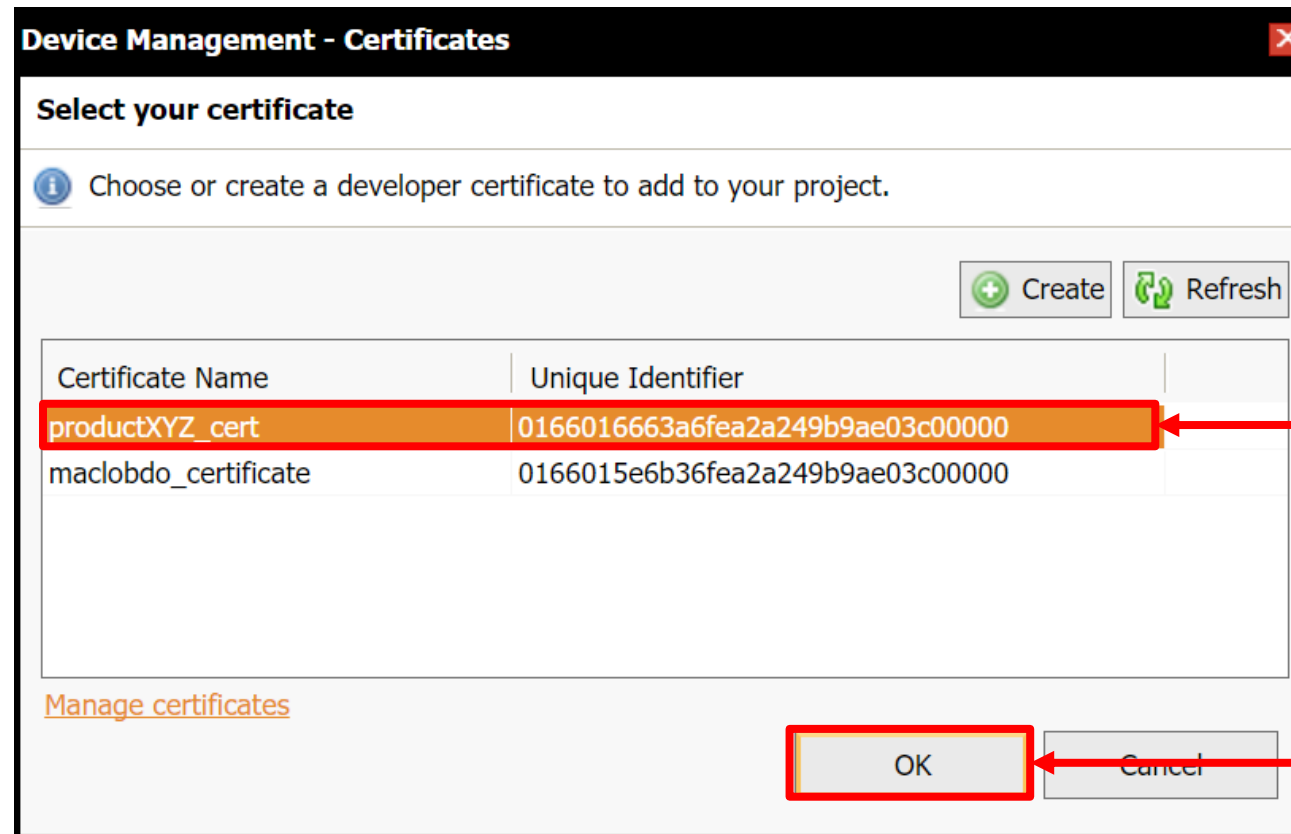 Device Management - Certificates
Select your certificate
Choose or create a developer certificate to add to your project.
Create Refresh
Certificate Name Unique Identifier
productXYZ_cert 0166016663a6fea2a249b9ae03c00000
maclobdo_certificate 0166015e6b36fea2a249b9ae03c00000
Manage certificates
OK Cancel